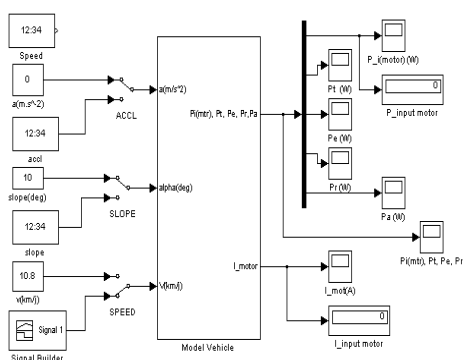 12:34
Speed
0
a(m.s^-2)
ACCL
12:34
accl
10
slope(deg)
SLOPE
12:34
slope
10.8
v(km/j)
SPEED
Signal 1
Signal Builder
a(m/s^2)
alpha(deg)
V(km/j)
Pi(mtr), Pt, Pe, Pr,Pa
I_motor
Model Vehicle
P_i(motor) (W)
Pt (W)
0
P_input motor
Pe (W)
Pr (W)
Pa (W)
Pi(mtr), Pt, Pe, Pr
I_mot(A)
0
I_input motor